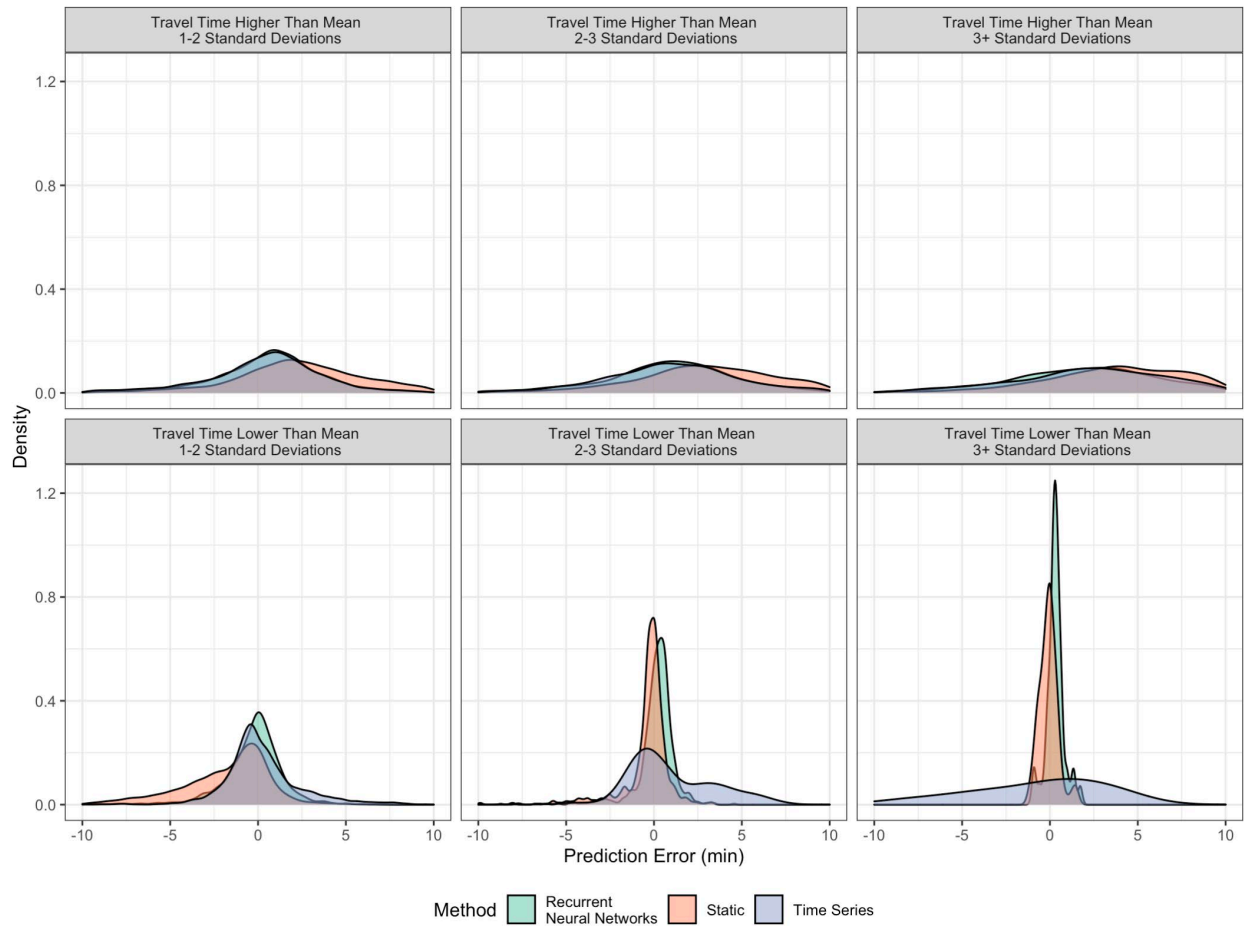 Travel Time Higher Than Mean
1-2 Standard Deviations
Travel Time Higher Than Mean
2-3 Standard Deviations
Travel Time Higher Than Mean
3+ Standard Deviations
1.2
0.8
0.4
0.0
Density
Travel Time Lower Than Mean
1-2 Standard Deviations
Travel Time Lower Than Mean
2-3 Standard Deviations
Travel Time Lower Than Mean
3+ Standard Deviations
1.2
0.8
0.4
0.0
-10 -5 0 5 10
-10 -5 0 5 10
-10 -5 0 5 10
Prediction Error (min)
Method
Recurrent
Neural Networks
Static
Time Series